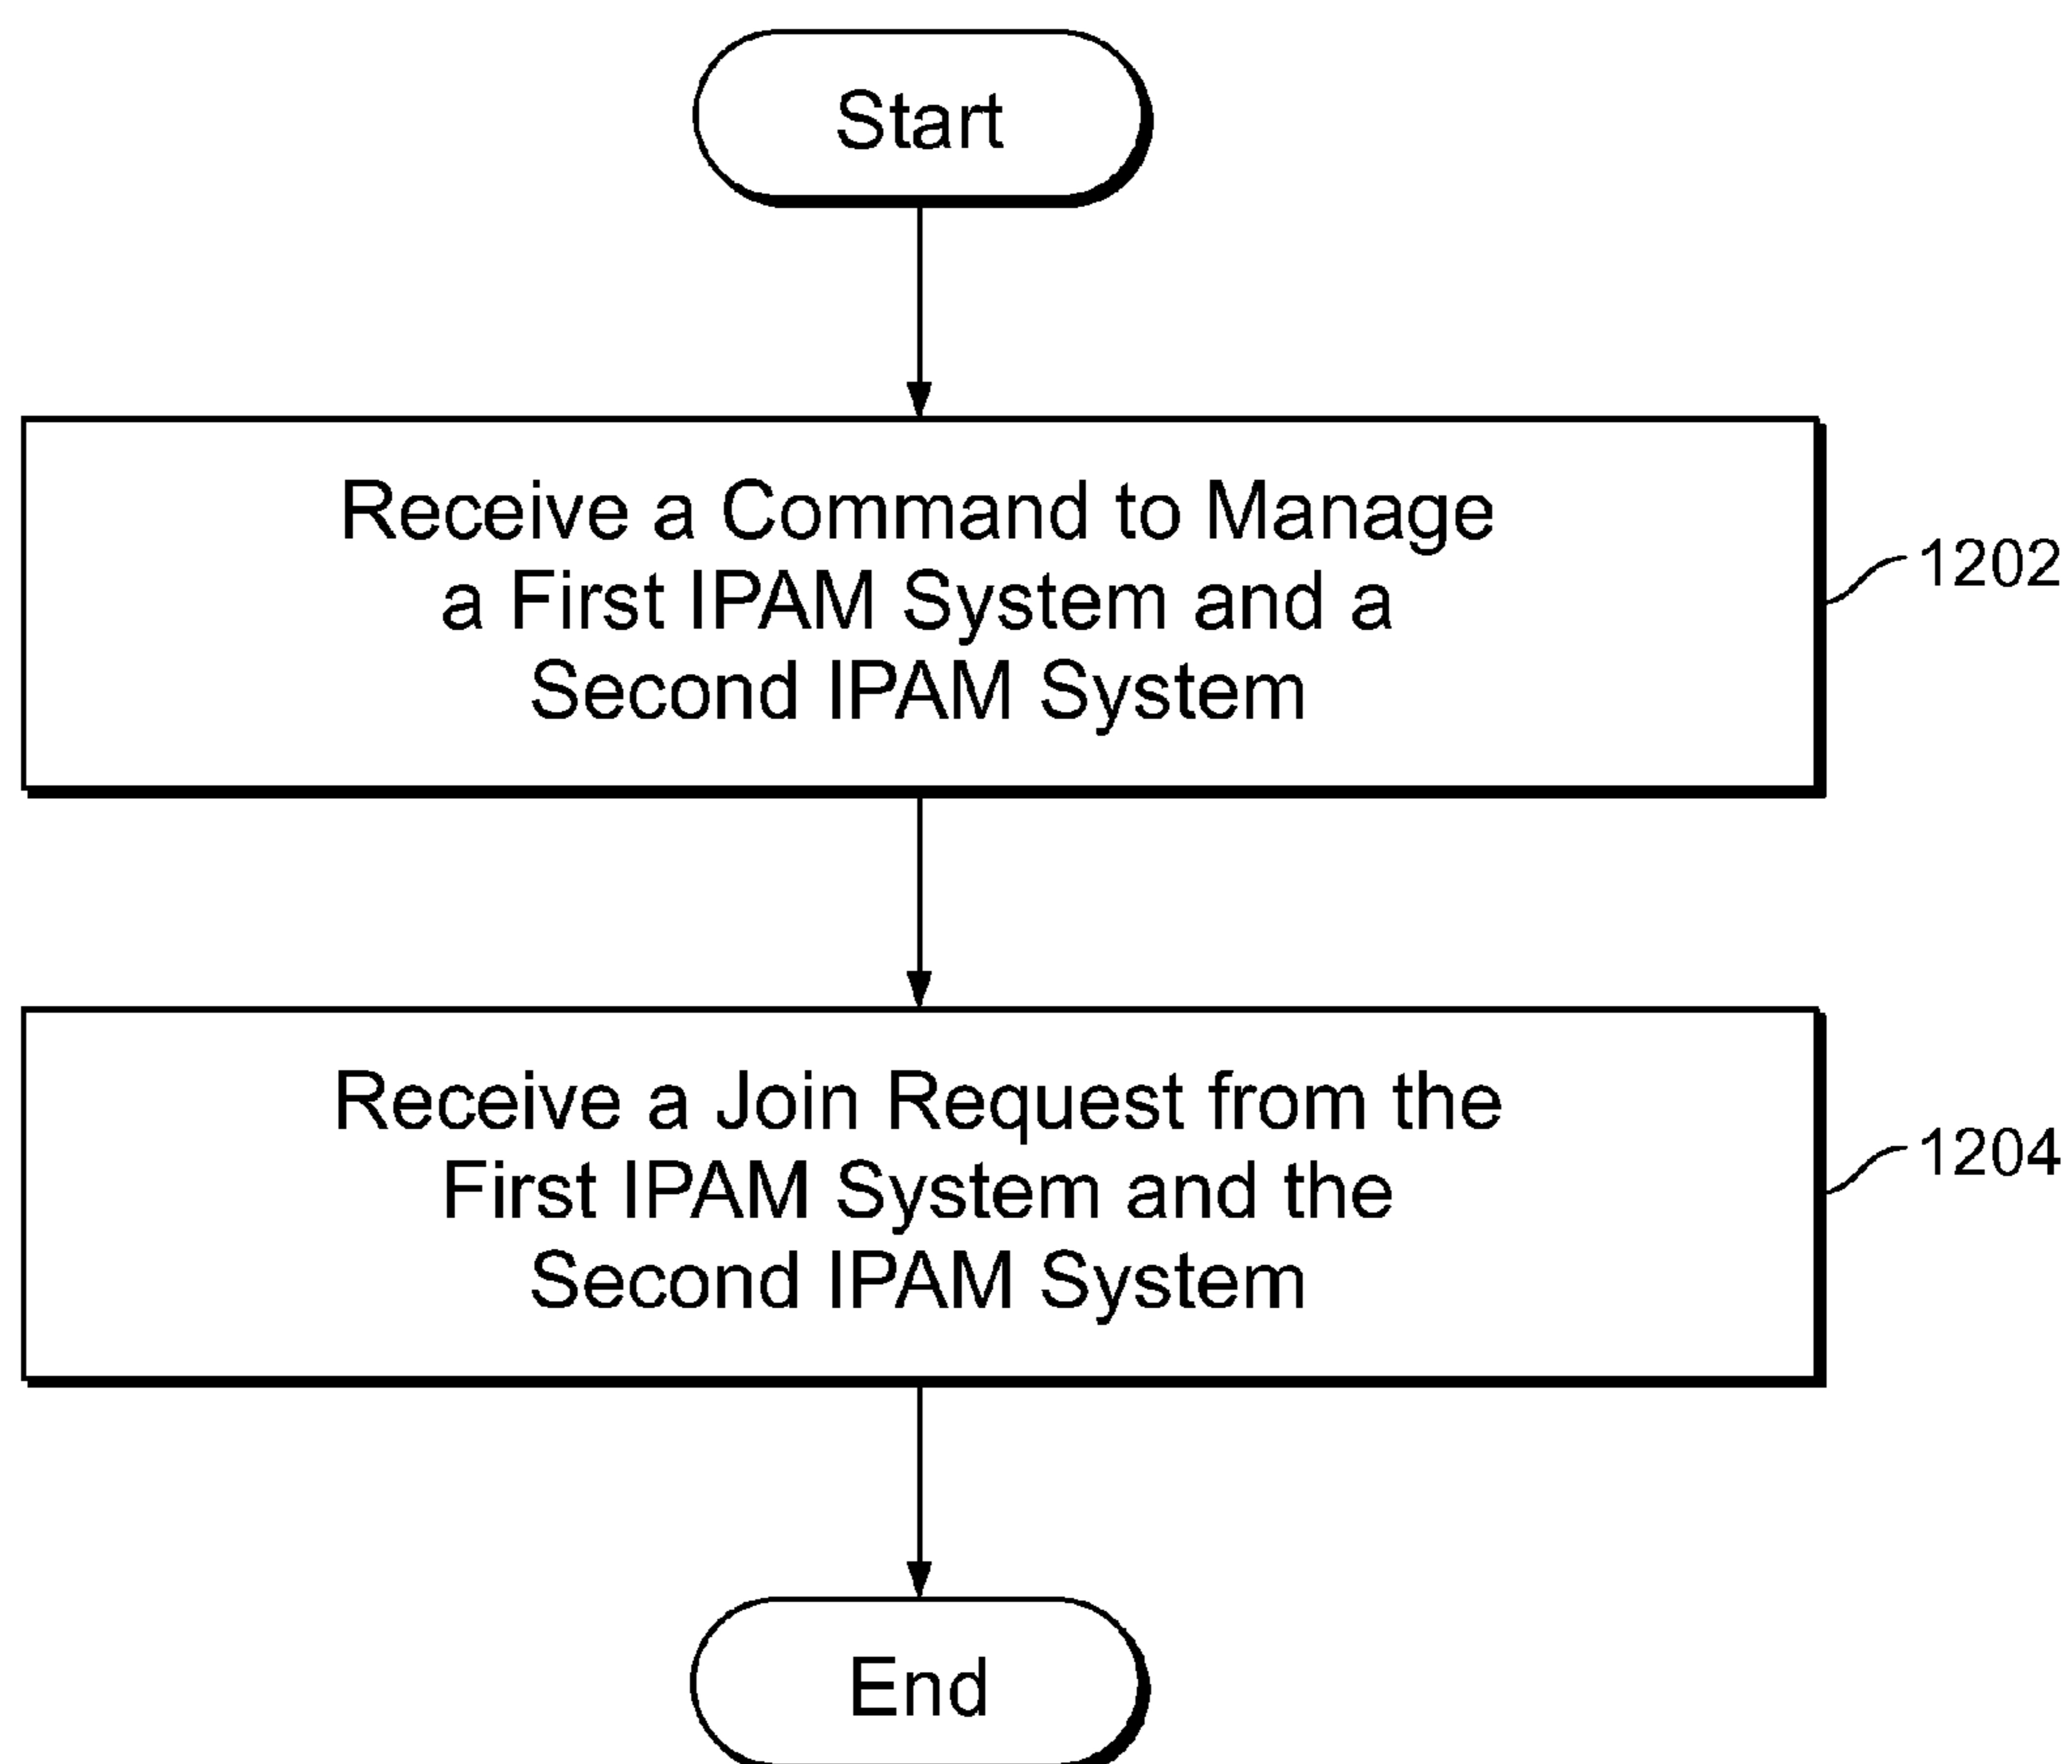 Start
Receive a Command to Manage
a First IPAM System and a
Second IPAM System
1202
Receive a Join Request from the
First IPAM System and the
Second IPAM System
1204
End